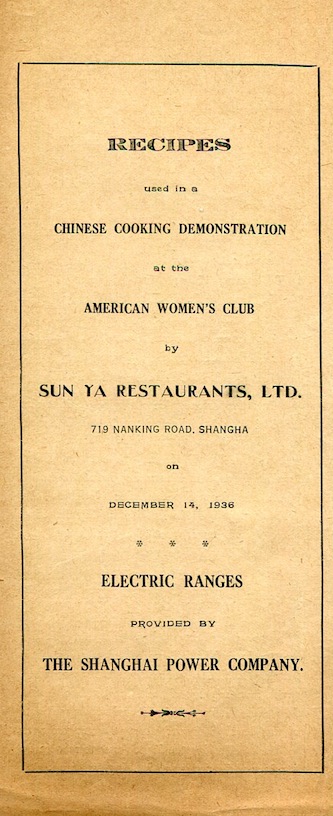 RECIPES
used in a
CHINESE COOKING DEMONSTRATION
at the
AMERICAN WOMEN'S CLUB
by
SUN YA RESTAURANTS, LTD.
719 NANKING ROAD, SHANGHA
on
DECEMBER 14, 1936
* * *
ELECTRIC RANGES
PROVIDED BY
THE SHANGHAI POWER COMPANY.